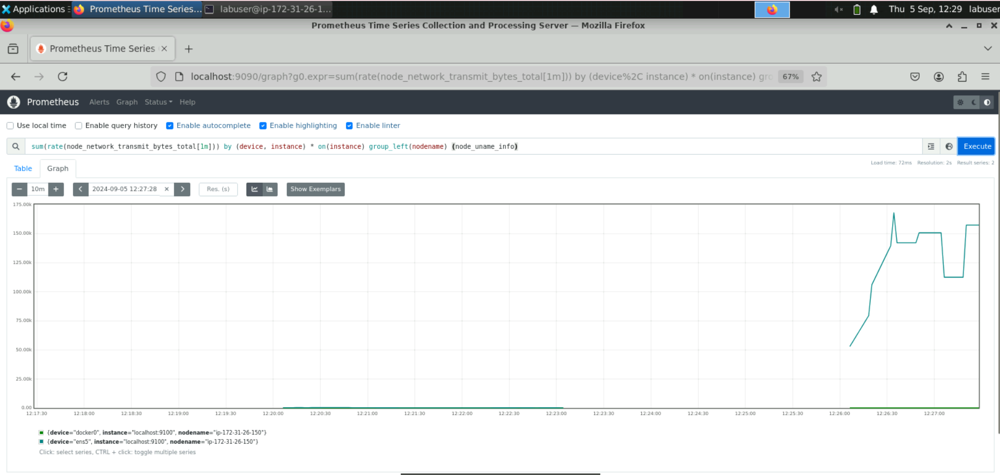 Applications
Prometheus Time Series...
labuser@ip-172-31-26-1...
Thu 5 Sep, 12:29 labuser
Prometheus Time Series Collection and Processing Server — Mozilla Firefox
Prometheus Time Series
localhost:9090/graph?g0.expr=sum(rate(node_network_transmit_bytes_total[1m])) by (device%2C instance) * on(instance) gro
67%
Prometheus Alerts Graph Status Help
Use local time Enable query history Enable autocomplete Enable highlighting Enable linter
sum(rate(node_network_transmit_bytes_total[1m])) by (device, instance) * on(instance) group_left(nodename) (node_uname_info)
Execute
Table Graph
Load time: 72ms Resolution: 2s Result series: 2
− 10m + 2024-09-05 12:27:28 × Res. (s) Show Exemplars
175.00k
150.00k
125.00k
100.00k
75.00k
50.00k
25.00k
0.00
12:17:30 12:18:00 12:18:30 12:19:00 12:19:30 12:20:00 12:20:30 12:21:00 12:21:30 12:22:00 12:22:30 12:23:00 12:23:30 12:24:00 12:24:30 12:25:00 12:25:30 12:26:00 12:26:30 12:27:00
{device="docker0", instance="localhost:9100", nodename="ip-172-31-26-150"}
{device="ens5", instance="localhost:9100", nodename="ip-172-31-26-150"}
Click: select series, CTRL + click: toggle multiple series